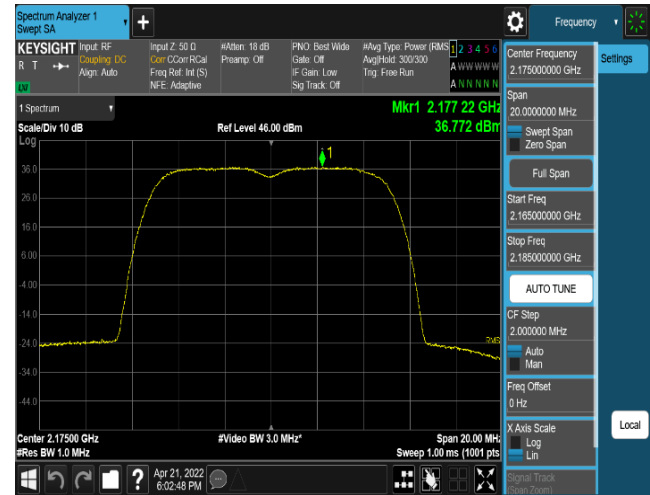 Spectrum Analyzer 1
Swept SA
+
Frequency
KEYSIGHT
R T
Input: RF
Coupling: DC
Align: Auto
Input Z: 50 Ω
Corr CCorr RCal
Freq Ref: Int (S)
NFE: Adaptive
#Atten: 18 dB
Preamp: Off
PNO: Best Wide
Gate: Off
IF Gain: Low
Sig Track: Off
#Avg Type: Power (RMS
Avg|Hold: 300/300
Trig: Free Run
1 2 3 4 5 6
A W W W W W
A N N N N N
1 Spectrum
Mkr1 2.177 22 GHz
36.772 dBm
Scale/Div 10 dB
Ref Level 46.00 dBm
Log
1
36.0
26.0
16.0
6.00
-4.00
-14.0
-24.0
-34.0
-44.0
RMS
Center 2.17500 GHz
#Video BW 3.0 MHz*
Span 20.00 MHz
#Res BW 1.0 MHz
Sweep 1.00 ms (1001 pts
?
Apr 21, 2022
6:02:48 PM
Center Frequency
2.175000000 GHz
Settings
Span
20.0000000 MHz
Swept Span
Zero Span
Full Span
Start Freq
2.165000000 GHz
Stop Freq
2.185000000 GHz
AUTO TUNE
CF Step
2.000000 MHz
Auto
Man
Freq Offset
0 Hz
X Axis Scale
Log
Lin
Local
Signal Track
(Span Zoom)